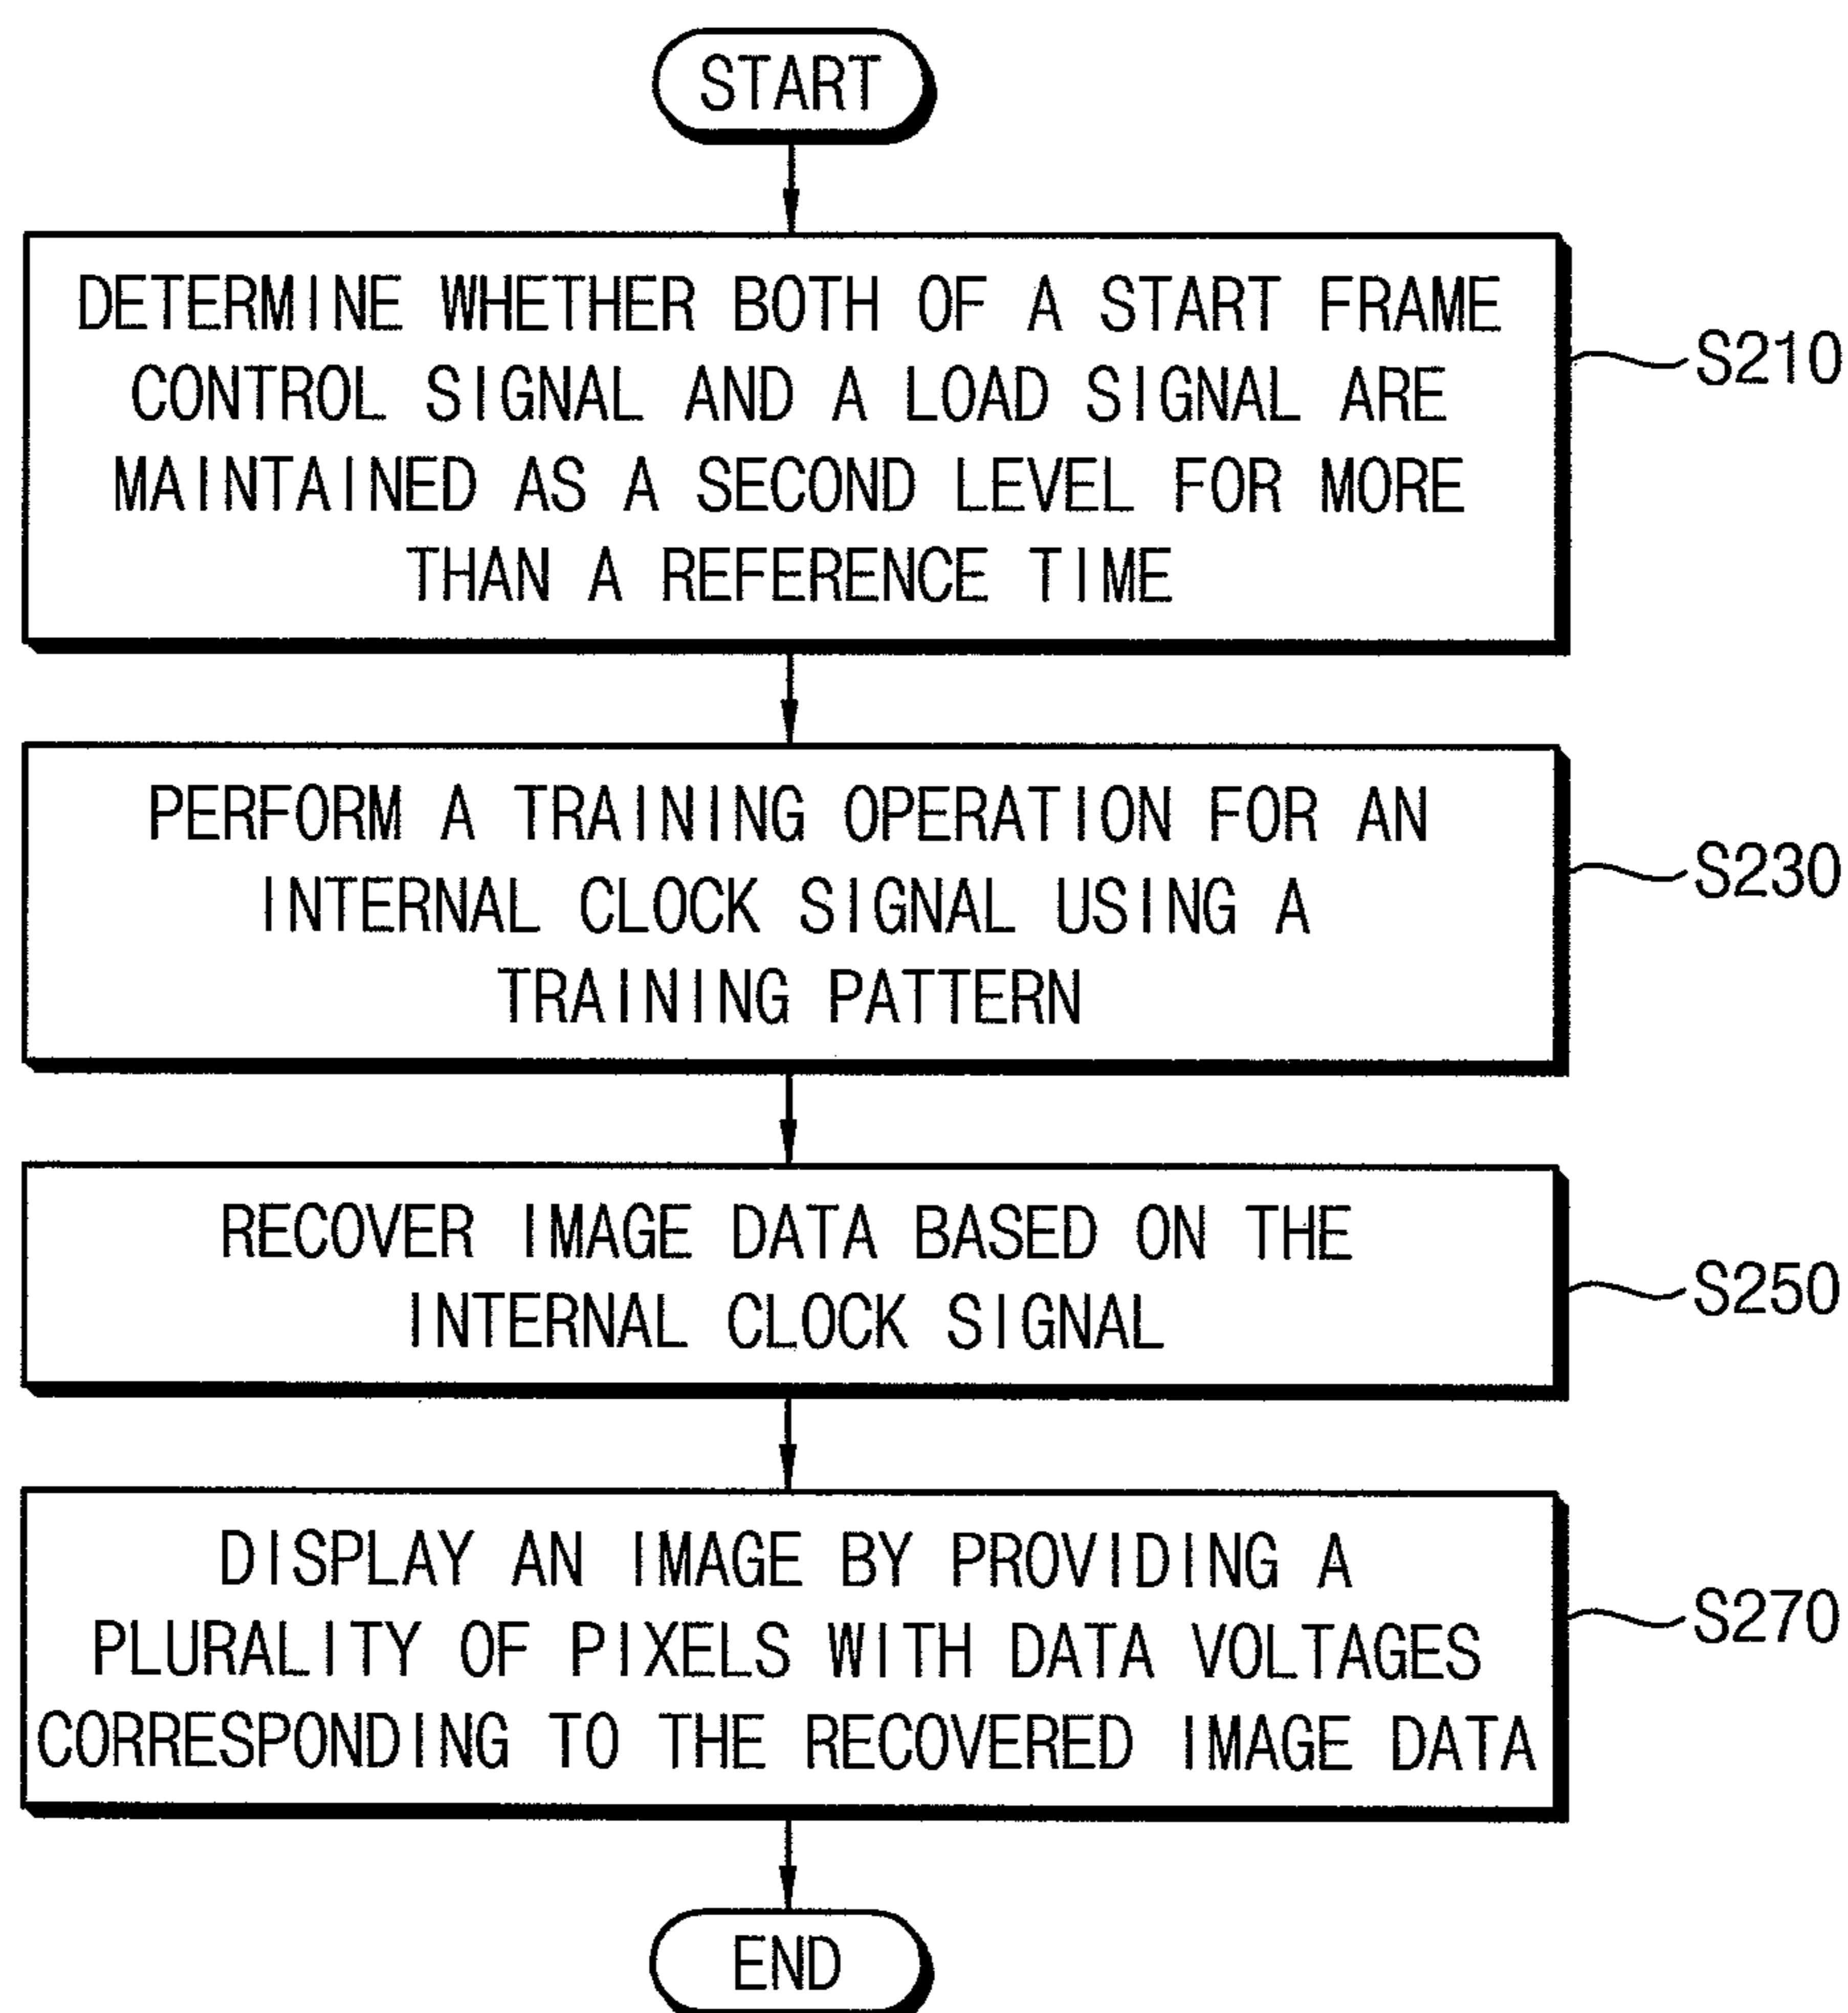 START
DETERMINE WHETHER BOTH OF A START FRAME
CONTROL SIGNAL AND A LOAD SIGNAL ARE
MAINTAINED AS A SECOND LEVEL FOR MORE
THAN A REFERENCE TIME
S210
PERFORM A TRAINING OPERATION FOR AN
INTERNAL CLOCK SIGNAL USING A
TRAINING PATTERN
S230
RECOVER IMAGE DATA BASED ON THE
INTERNAL CLOCK SIGNAL
S250
DISPLAY AN IMAGE BY PROVIDING A
PLURALITY OF PIXELS WITH DATA VOLTAGES
CORRESPONDING TO THE RECOVERED IMAGE DATA
S270
END